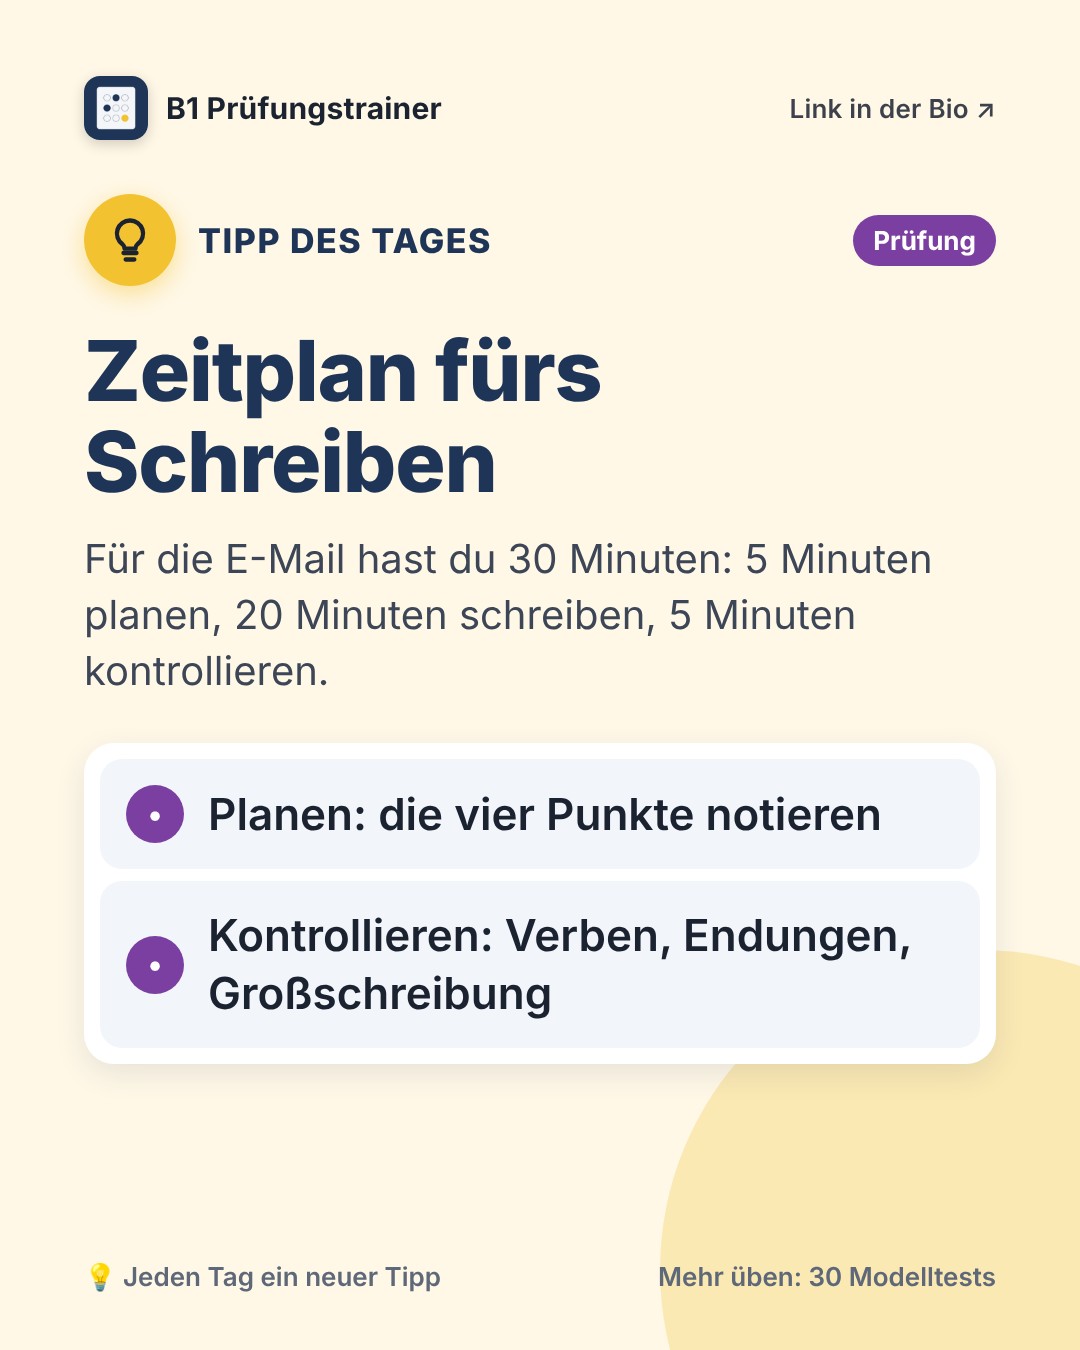 B1 Prüfungstrainer
Link in der Bio ↗
TIPP DES TAGES
Prüfung
Zeitplan fürs
Schreiben
Für die E-Mail hast du 30 Minuten: 5 Minuten
planen, 20 Minuten schreiben, 5 Minuten
kontrollieren.
• Planen: die vier Punkte notieren
• Kontrollieren: Verben, Endungen,
Großschreibung
💡 Jeden Tag ein neuer Tipp
Mehr üben: 30 Modelltests